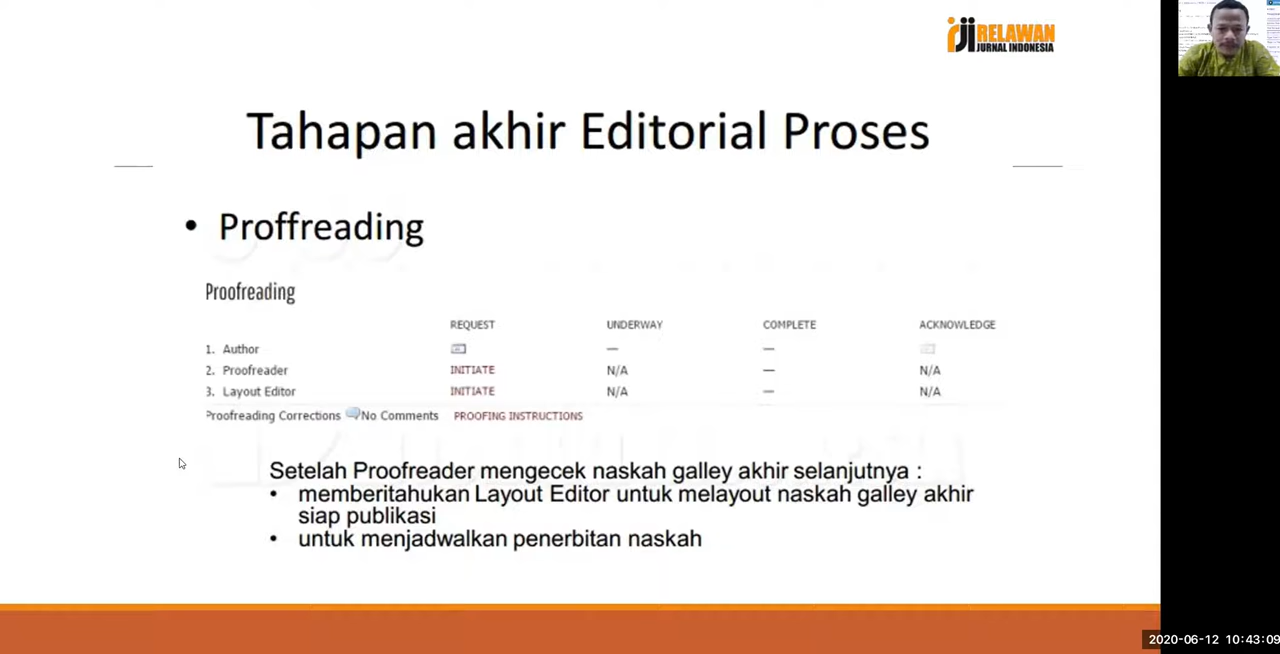 rji RELAWAN
JURNAL INDONESIA
Tahapan akhir Editorial Proses
• Proffreading
Proofreading
REQUEST UNDERWAY COMPLETE ACKNOWLEDGE
1. Author — —
2. Proofreader INITIATE N/A — N/A
3. Layout Editor INITIATE N/A — N/A
Proofreading Corrections No Comments PROOFING INSTRUCTIONS
Setelah Proofreader mengecek naskah galley akhir selanjutnya :
• memberitahukan Layout Editor untuk melayout naskah galley akhir
siap publikasi
• untuk menjadwalkan penerbitan naskah
2020-06-12 10:43:09